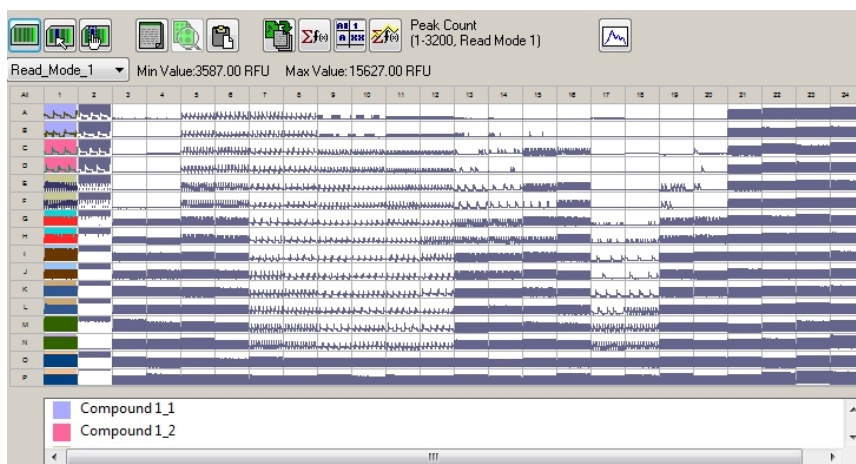 Peak Count
(1-3200, Read Mode 1)
Read_Mode_1 Min Value:3587.00 RFU Max Value:15627.00 RFU
All 1 2 3 4 5 6 7 8 9 10 11 12 13 14 15 16 17 18 19 20 21 22 23 24
A
B
C
D
E
F
G
H
I
J
K
L
M
N
O
P
Compound 1_1
Compound 1_2